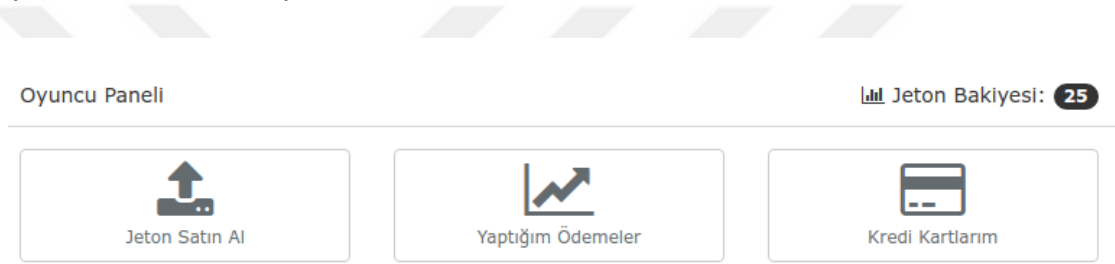 Oyuncu Paneli
Jeton Bakiyesi: 25
Jeton Satın Al
Yaptığım Ödemeler
Kredi Kartlarım